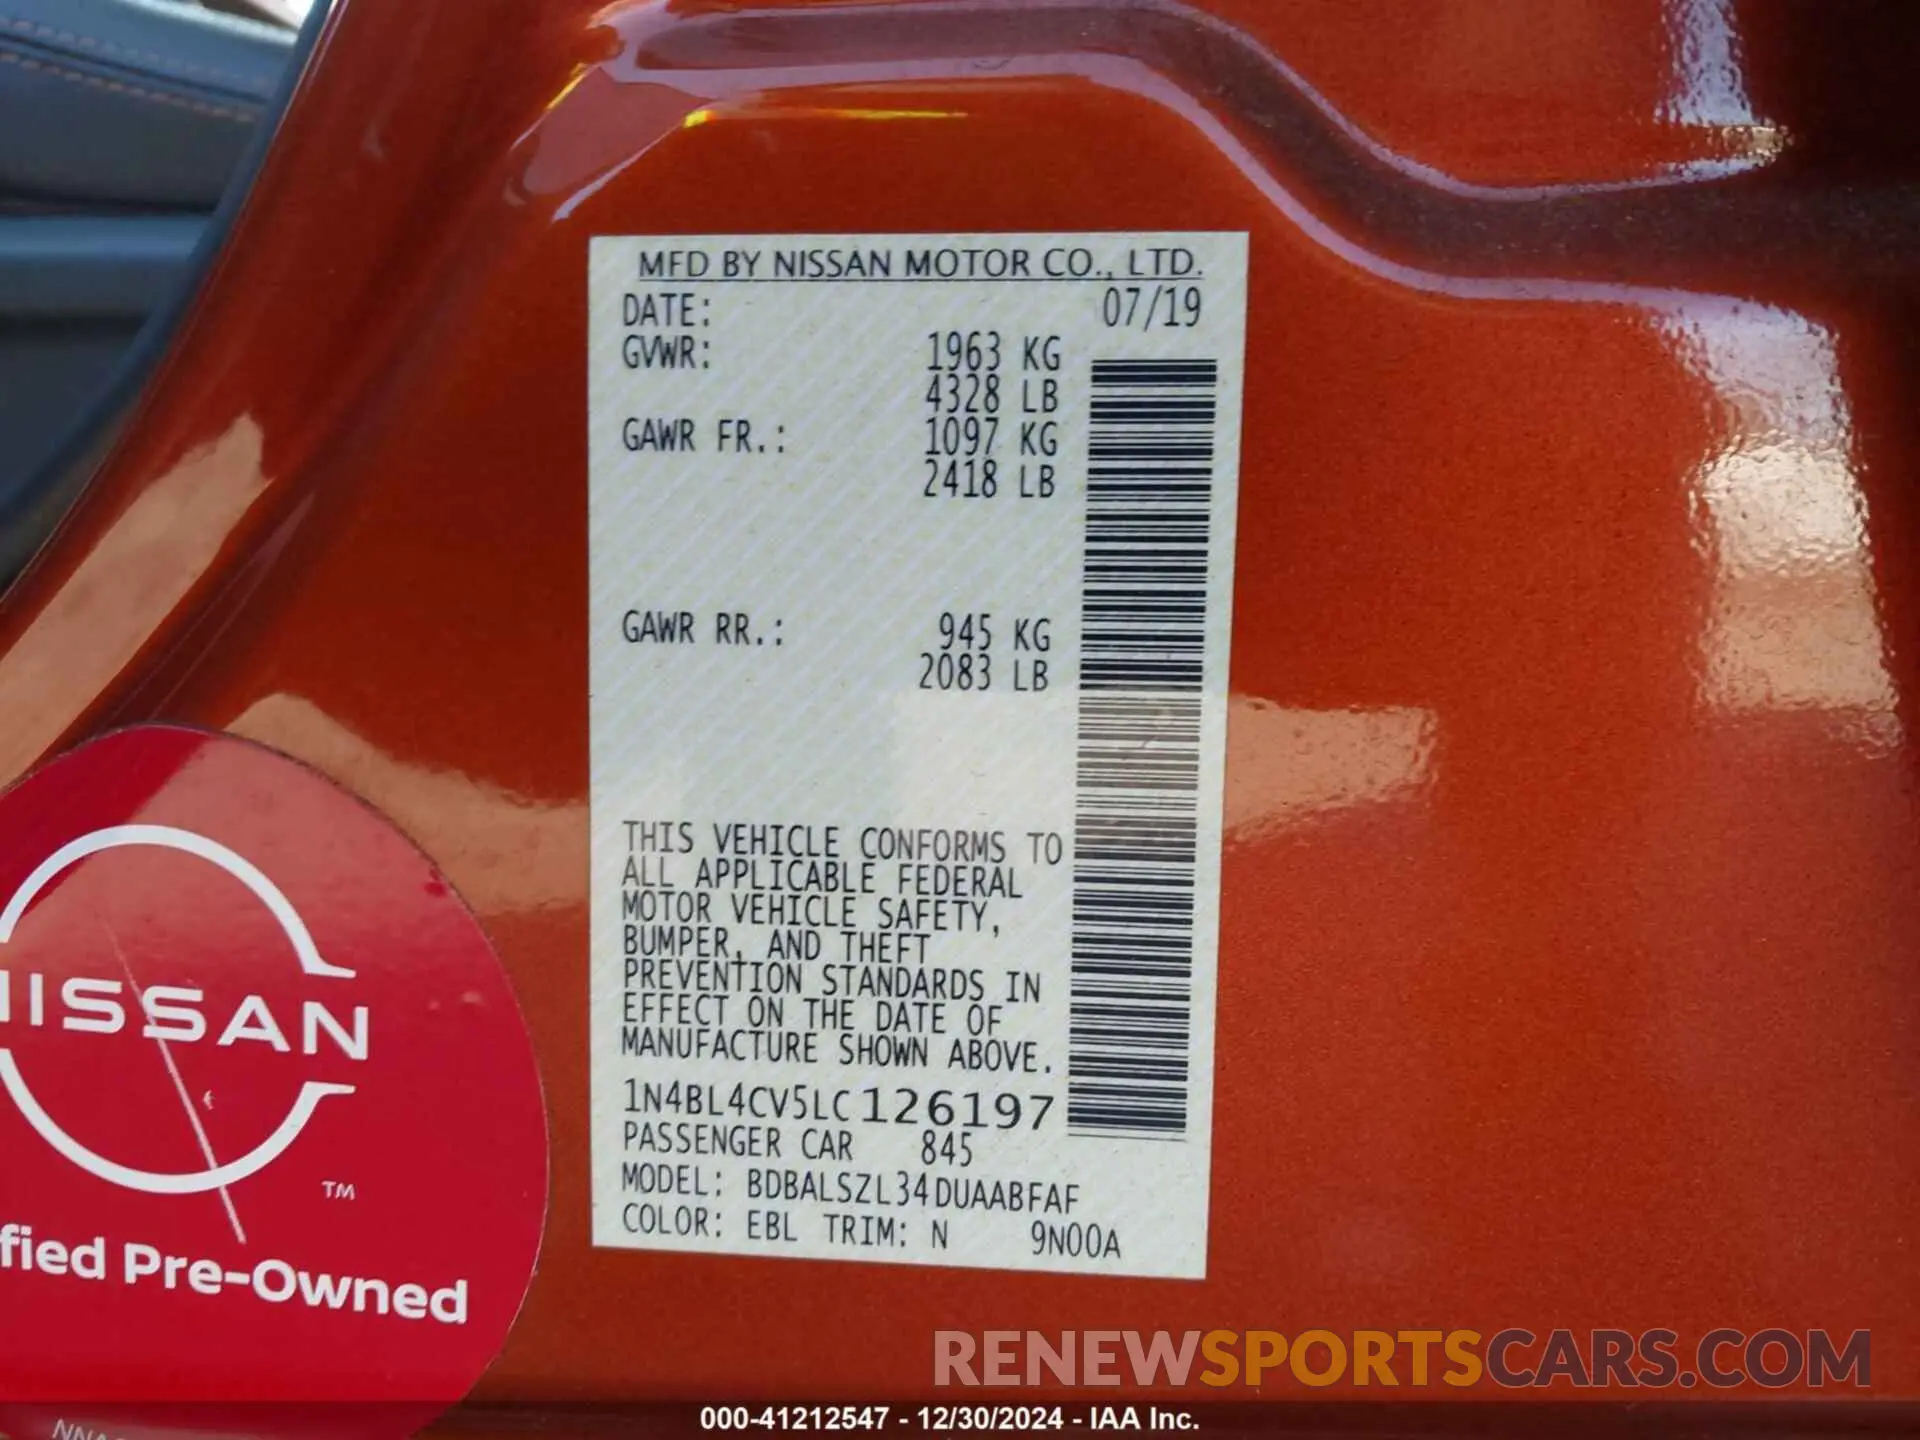 MFD BY NISSAN MOTOR CO., LTD.
DATE: 07/19
GVWR: 1963 KG
4328 LB
GAWR FR.: 1097 KG
2418 LB
GAWR RR.: 945 KG
2083 LB
THIS VEHICLE CONFORMS TO
ALL APPLICABLE FEDERAL
MOTOR VEHICLE SAFETY,
BUMPER, AND THEFT
PREVENTION STANDARDS IN
EFFECT ON THE DATE OF
MANUFACTURE SHOWN ABOVE.
1N4BL4CV5LC126197
PASSENGER CAR 845
MODEL: BDBALSZL34DUAABFAF
COLOR: EBL TRIM: N 9N00A
NISSAN
TM
fied Pre-Owned
RENEWSPORTSCARS.COM
000-41212547 - 12/30/2024 - IAA Inc.